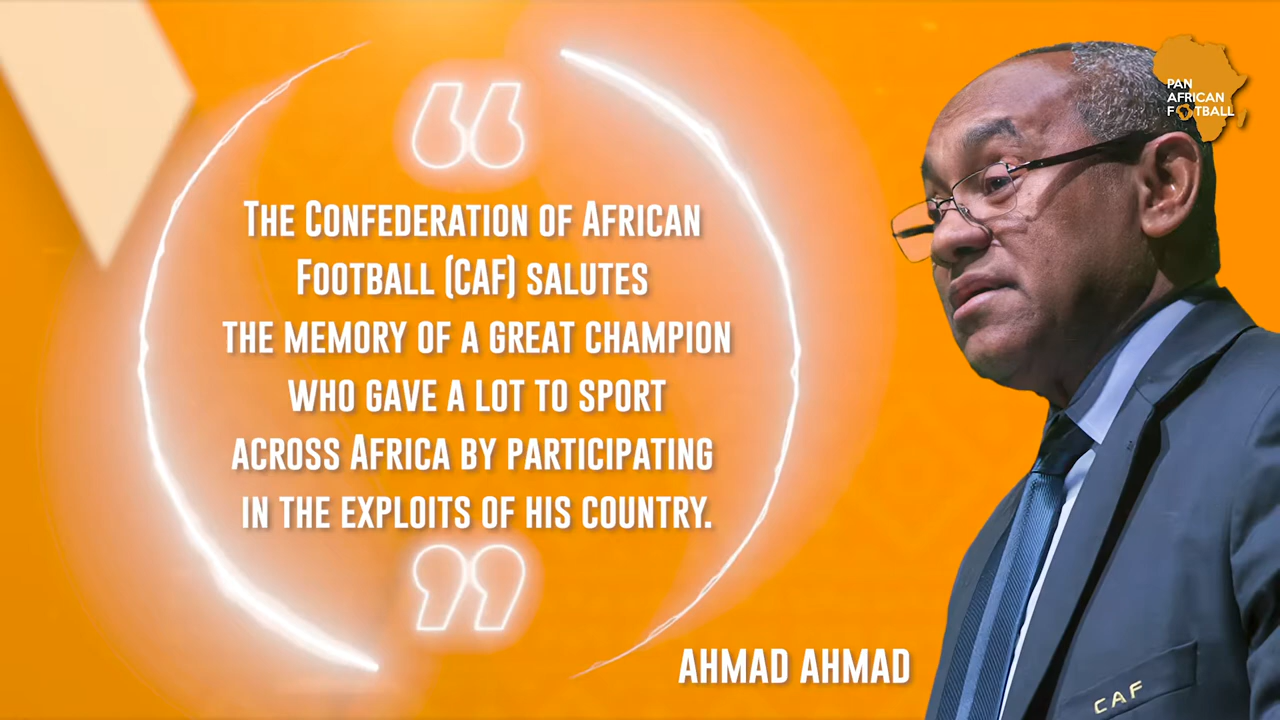 The Confederation of African
Football (CAF) salutes
the memory of a great champion
who gave a lot to sport
across Africa by participating
in the exploits of his country.
AHMAD AHMAD
PAN
AFRICAN
FOOTBALL
CAF